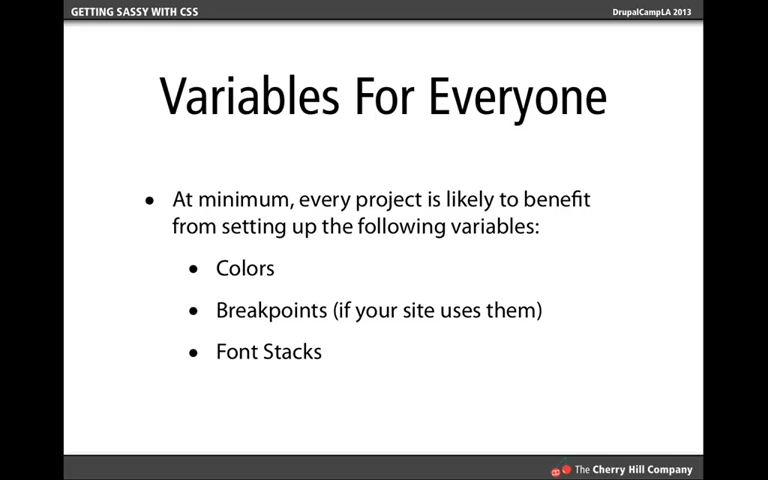 GETTING SASSY WITH CSS
DrupalCampLA 2013
Variables For Everyone
• At minimum, every project is likely to benefit
from setting up the following variables:
• Colors
• Breakpoints (if your site uses them)
• Font Stacks
The Cherry Hill Company